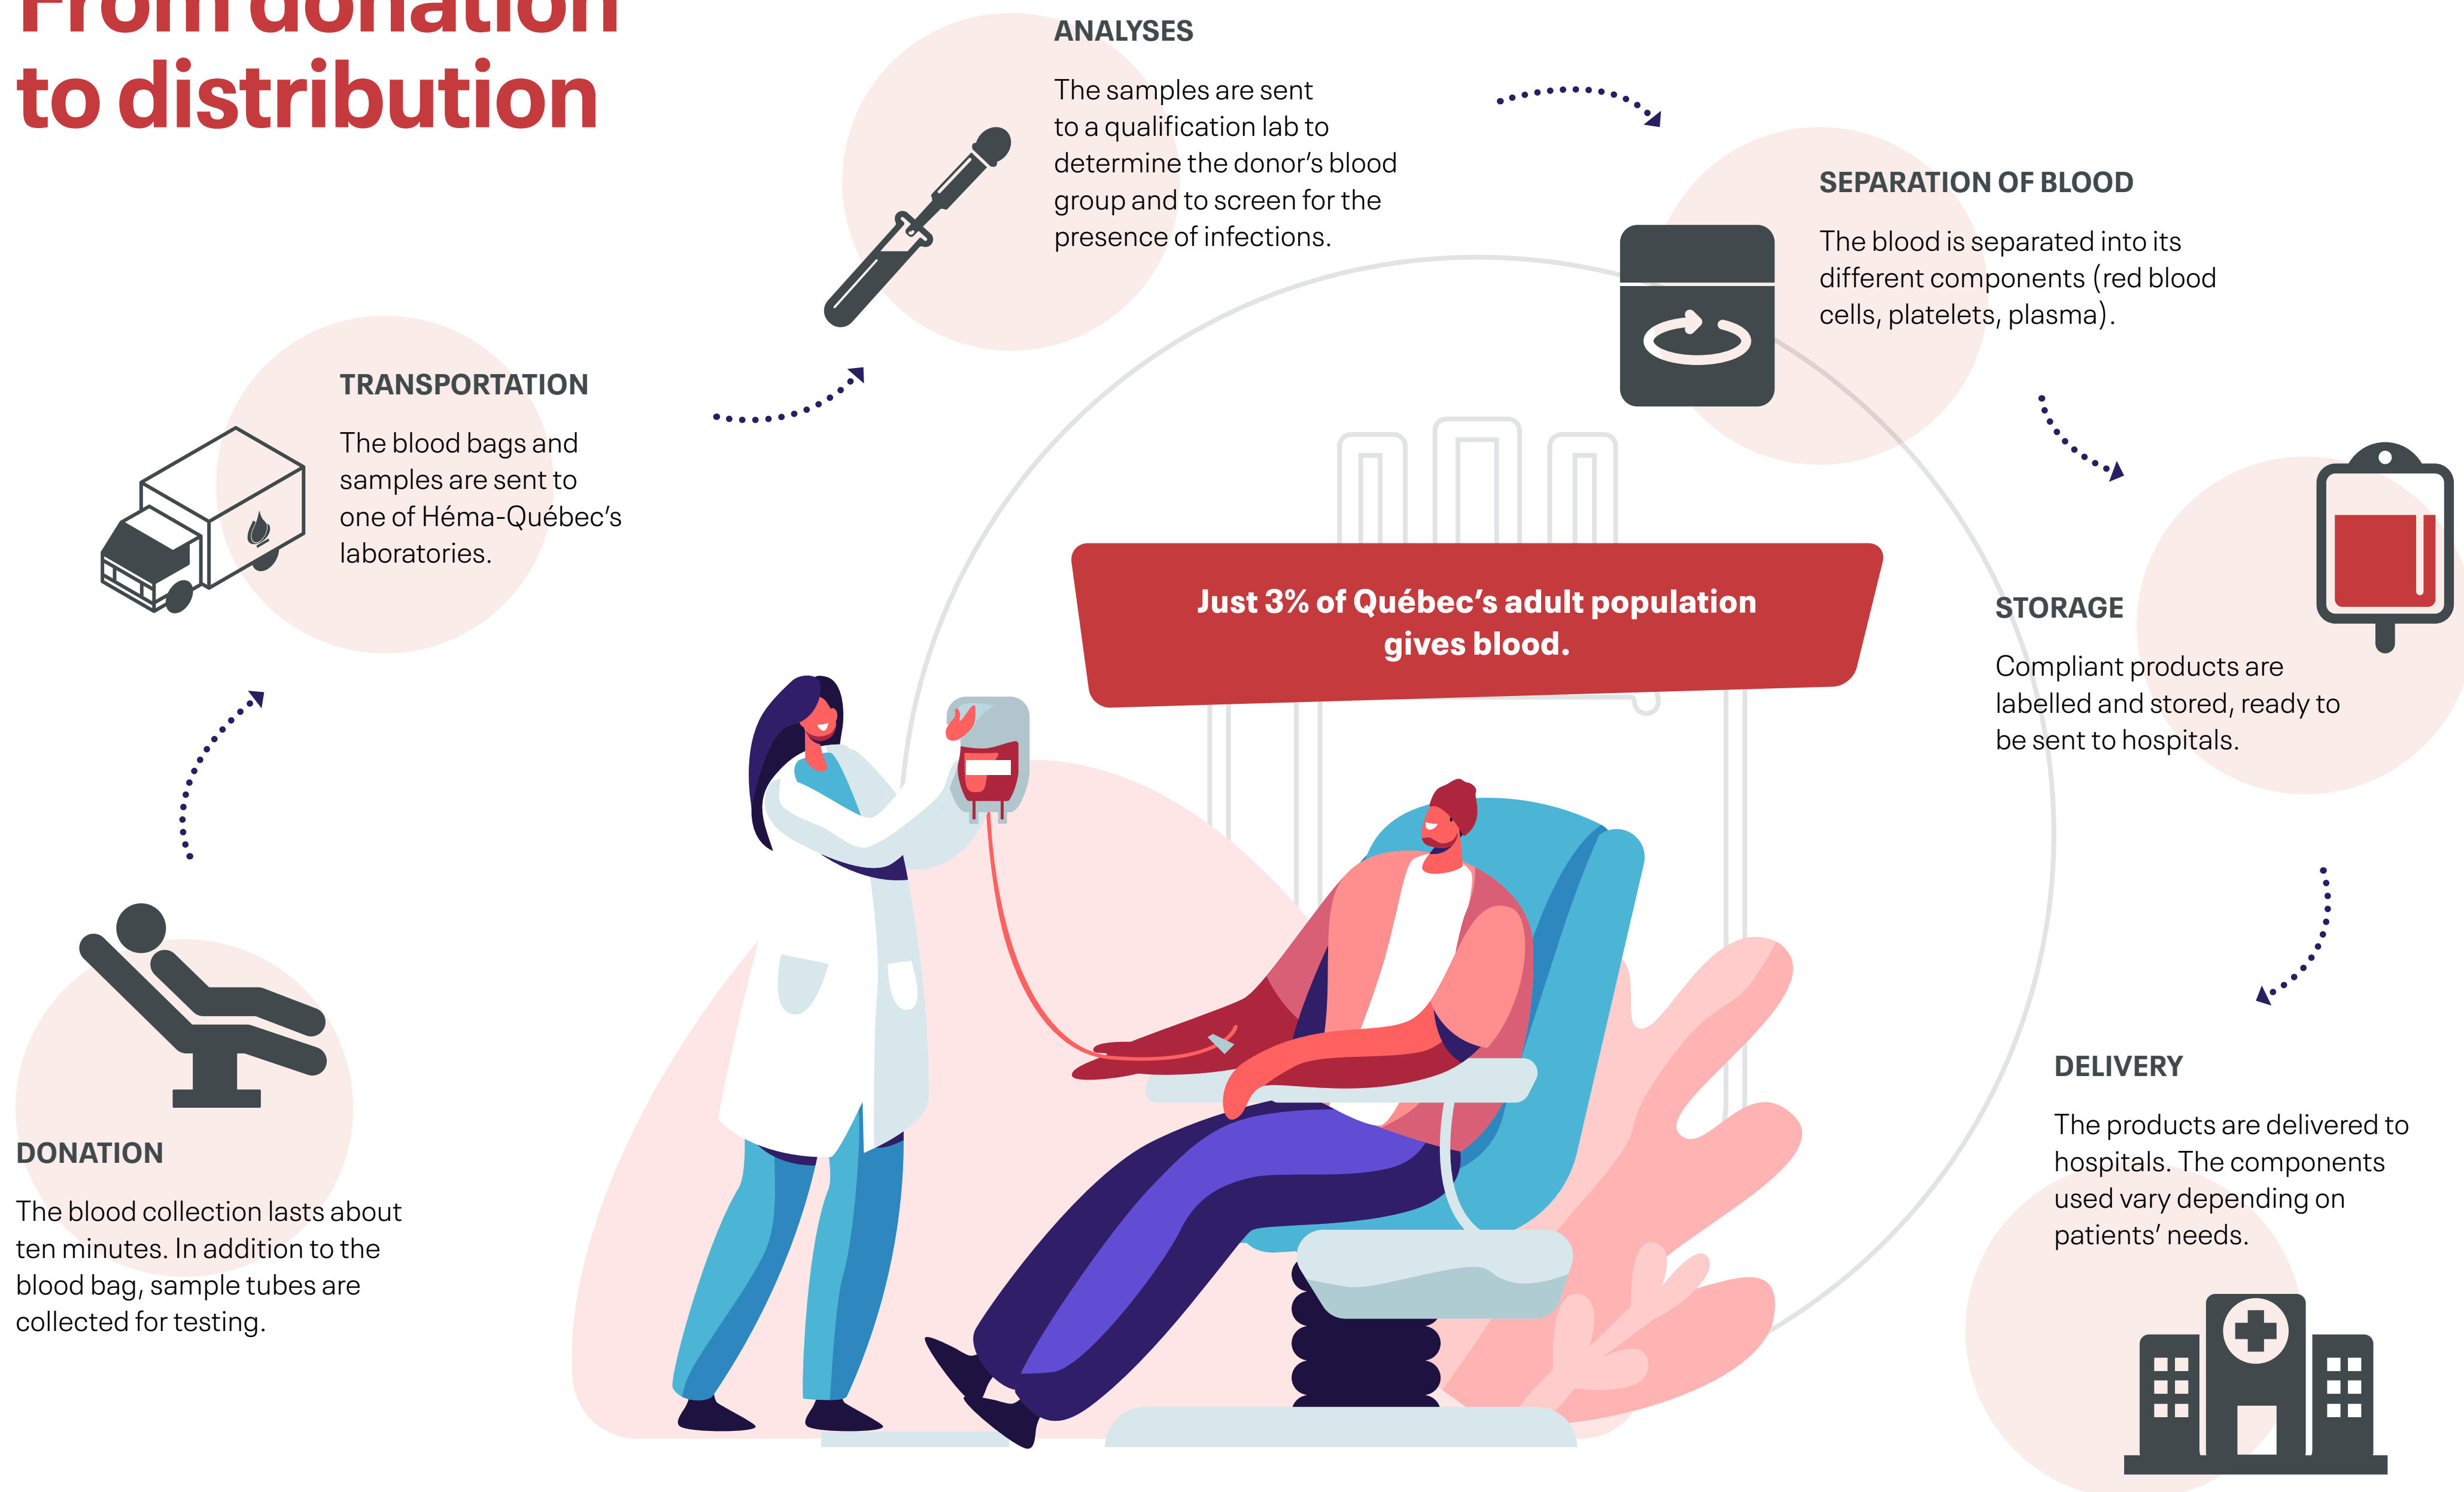 From donation
to distribution
ANALYSES
The samples are sent
to a qualification lab to
determine the donor’s blood
group and to screen for the
presence of infections.
SEPARATION OF BLOOD
The blood is separated into its
different components (red blood
cells, platelets, plasma).
TRANSPORTATION
The blood bags and
samples are sent to
one of Héma-Québec’s
laboratories.
Just 3% of Québec’s adult population
gives blood.
STORAGE
Compliant products are
labelled and stored, ready to
be sent to hospitals.
DONATION
The blood collection lasts about
ten minutes. In addition to the
blood bag, sample tubes are
collected for testing.
DELIVERY
The products are delivered to
hospitals. The components
used vary depending on
patients’ needs.